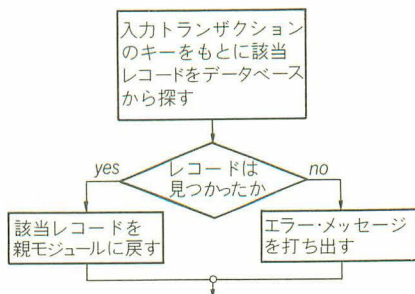 入力トランザクション
のキーをもとに該当
レコードをデータベース
から探す
レコードは
見つかったか
yes
no
該当レコードを
親モジュールに戻す
エラー・メッセージ
を打ち出す